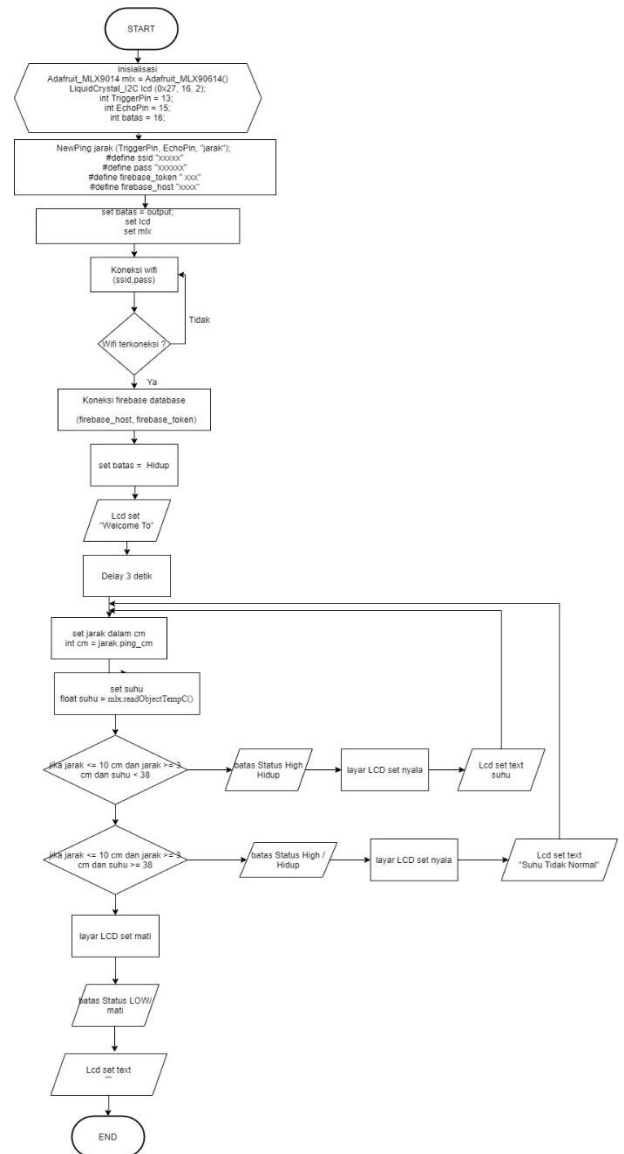 START
inisialisasi
Adafruit_MLX9014 mlx = Adafruit_MLX90614()
LiquidCrystal_I2C lcd (0x27, 16, 2);
int TriggerPin = 13;
int EchoPin = 15;
int batas = 16;
NewPing jarak (TriggerPin, EchoPin, "jarak");
#define ssid "xxxxx"
#define pass "xxxxxx"
#define firebase_token " xxx"
#define firebase_host "xxxx"
set batas = output;
set lcd
set mlx
Koneksi wifi
(ssid,pass)
Tidak
Wifi terkoneksi ?
Ya
Koneksi firebase database
(firebase_host, firebase_token)
set batas = Hidup
Lcd set
"Welcome To"
Delay 3 detik
set jarak dalam cm
int cm = jarak.ping_cm
set suhu
float suhu = mlx.readObjectTempC()
jika jarak <= 10 cm dan jarak >= 3
cm dan suhu < 38
batas Status High
Hidup
layar LCD set nyala
Lcd set text
suhu
jika jarak <= 10 cm dan jarak >= 3
cm dan suhu >= 38
batas Status High /
Hidup
layar LCD set nyala
Lcd set text
"Suhu Tidak Normal"
layar LCD set mati
batas Status LOW/
mati
Lcd set text
""
END